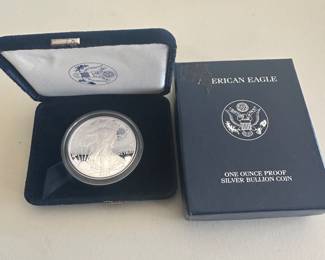 ERICAN EAGLE
ONE OUNCE PROOF
SILVER BULLION COIN